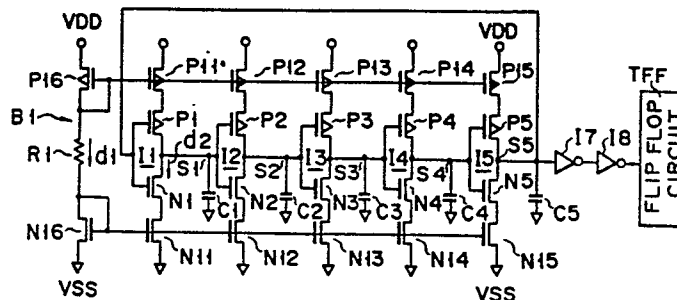 VDD
VDD
P16
P11
P12
P13
P14
P15
TFF
B1
P1
P2
P3
P4
P5
I7
I8
FLIP FLOP
CIRCUIT
R1
d1
I1
d2
S1
I2
S2
I3
S3
I4
S4
I5
S5
N1
C1
N2
C2
N3
C3
N4
C4
N5
C5
N16
N11
N12
N13
N14
N15
VSS
VSS